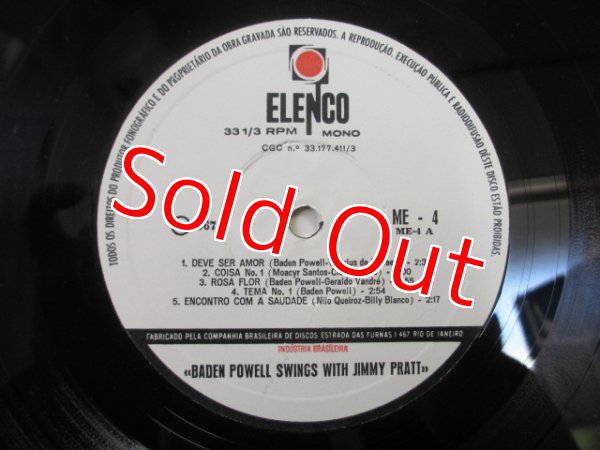 TODOS OS DIREITOS DO PRODUTOR FONOGRÁFICO E DO PROPRIETÁRIO DA OBRA GRAVADA SÃO RESERVADOS. A REPRODUÇÃO, EXECUÇÃO PÚBLICA E RADIODIFUSÃO DÊSTE DISCO ESTÃO PROIBIDAS.
ELENCO
33 1/3 RPM MONO
CGC n.º 33.177.411/3
Sold Out
ME - 4
ME-4 A
1. DEVE SER AMOR (Baden Powell-
2. COISA No. 1 (Moacyr Santos-
3. ROSA FLOR (Baden Powell-Geraldo Vandré)
4. TEMA No. 1 (Baden Powell) - 2:54
5. ENCONTRO COM A SAUDADE (Nilo Queiroz-Billy Blanco) - 2:17
FABRICADO PELA COMPANHIA BRASILEIRA DE DISCOS ESTRADA DAS FURNAS 1 467 RIO DE JANEIRO
INDÚSTRIA BRASILEIRA
«BADEN POWELL SWINGS WITH JIMMY PRATT»